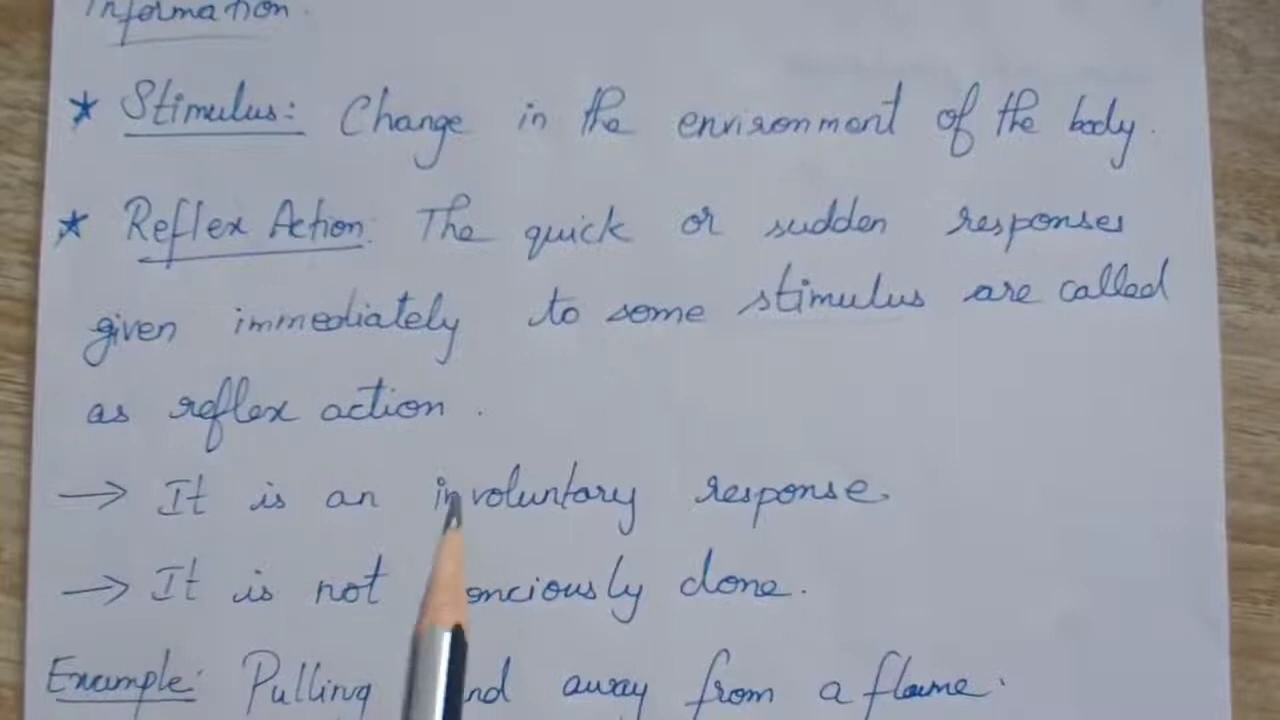 Information.
* Stimulus: Change in the environment of the body.
* Reflex Action: The quick or sudden responses
given immediately to some stimulus are called
as reflex action.
→ It is an involuntary response.
→ It is not onciously done.
Example: Pulling nd away from a flame.